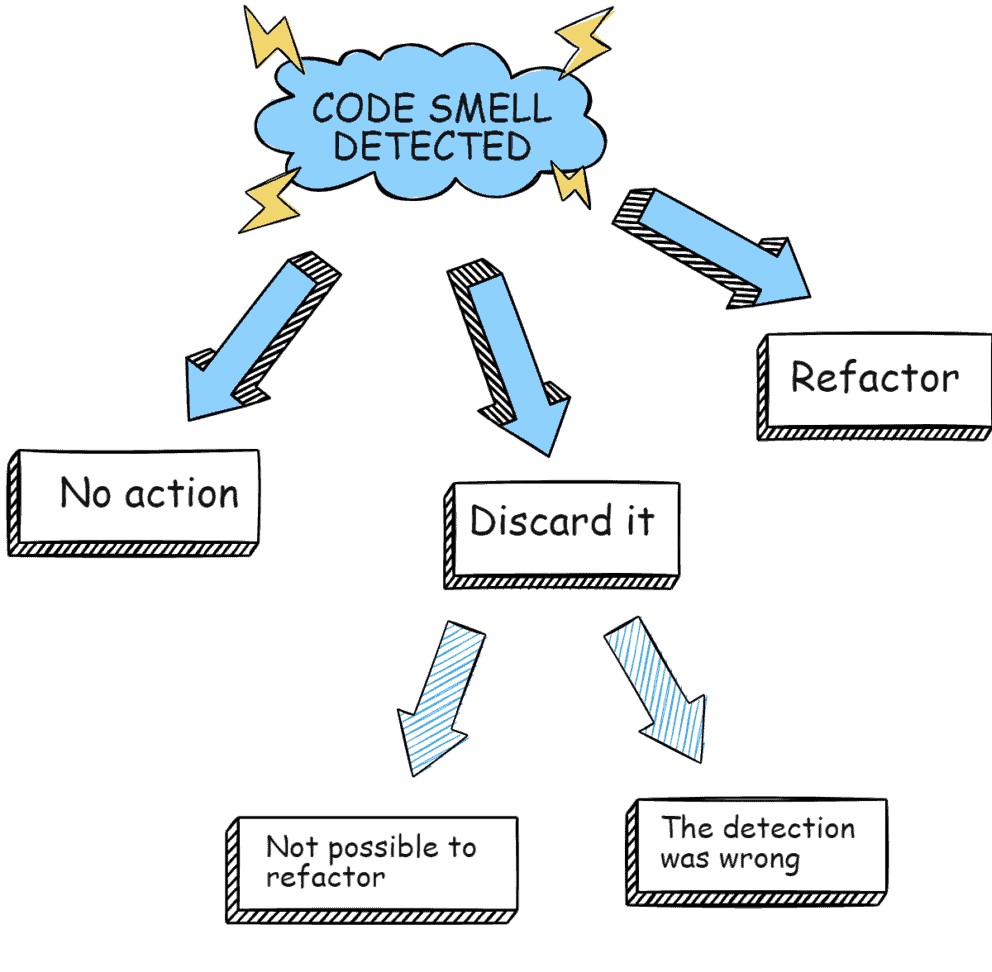 CODE SMELL
DETECTED
Refactor
No action
Discard it
Not possible to
refactor
The detection
was wrong